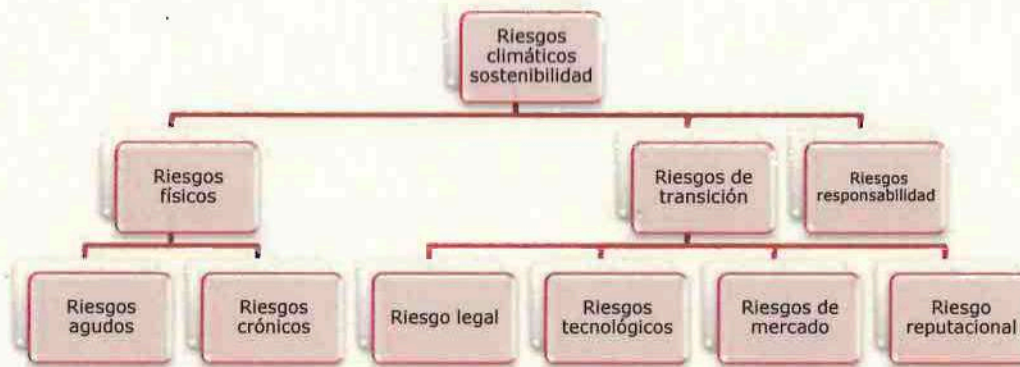 Riesgos
climáticos
sostenibilidad
Riesgos
físicos
Riesgos de
transición
Riesgos
responsabilidad
Riesgos
agudos
Riesgos
crónicos
Riesgo legal
Riesgos
tecnológicos
Riesgos de
mercado
Riesgo
reputacional